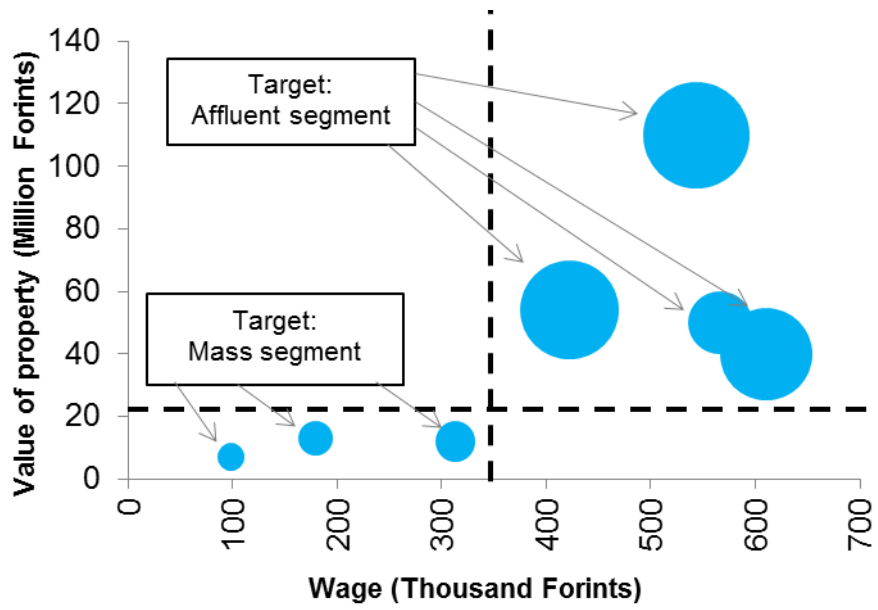 Value of property (Million Forints)
140
120
100
80
60
40
20
0
Target:
Affluent segment
Target:
Mass segment
0
100
200
300
400
500
600
700
Wage (Thousand Forints)